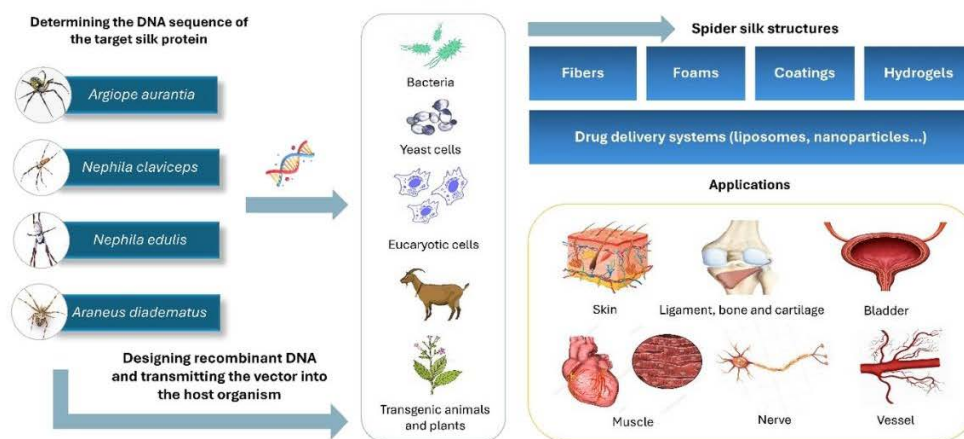 Determining the DNA sequence of
the target silk protein
Argiope aurantia
Nephila claviceps
Nephila edulis
Araneus diadematus
Designing recombinant DNA
and transmitting the vector into
the host organism
Bacteria
Yeast cells
Eucaryotic cells
Transgenic animals
and plants
Spider silk structures
Fibers
Foams
Coatings
Hydrogels
Drug delivery systems (liposomes, nanoparticles...)
Applications
Skin
Ligament, bone and cartilage
Bladder
Muscle
Nerve
Vessel